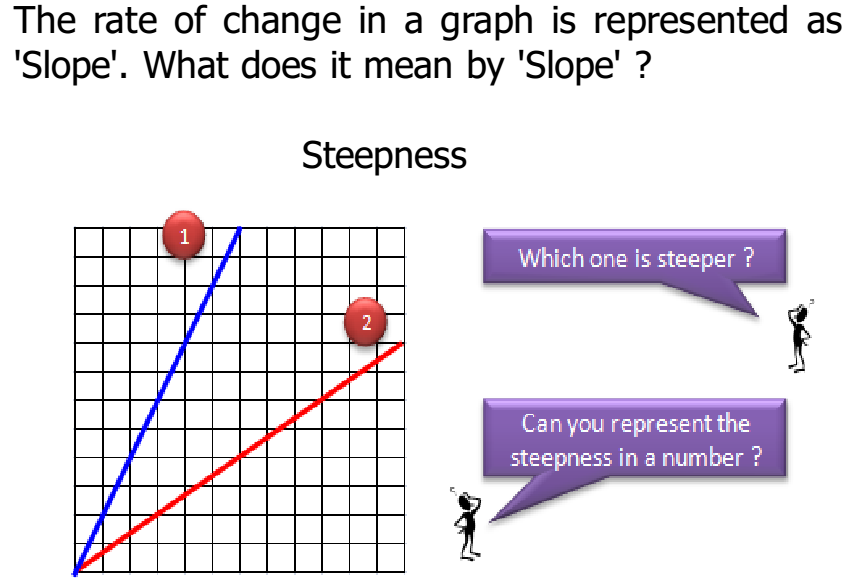 The rate of change in a graph is represented as
'Slope'. What does it mean by 'Slope' ?
Steepness
1
2
Which one is steeper ?
Can you represent the
steepness in a number ?